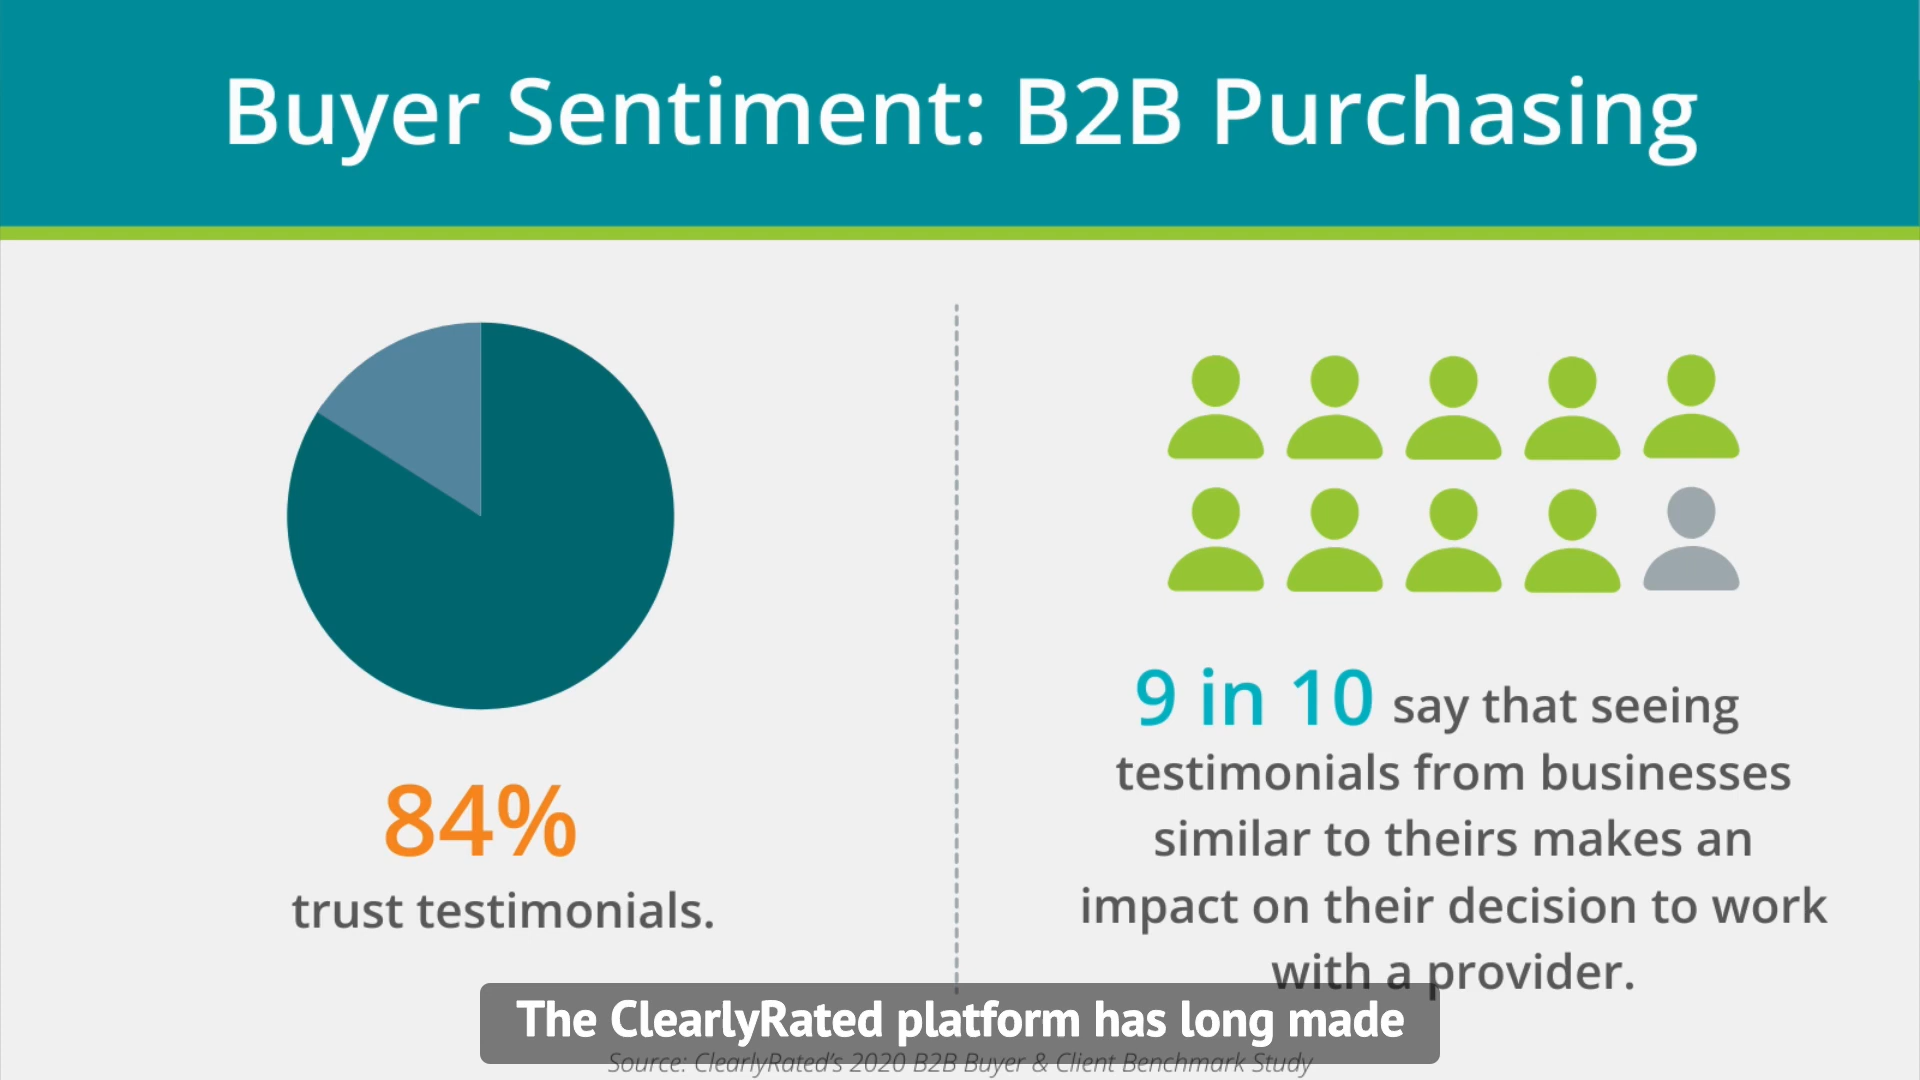 Buyer Sentiment: B2B Purchasing
84%
trust testimonials.
9 in 10 say that seeing
testimonials from businesses
similar to theirs makes an
impact on their decision to work
with a provider.
The ClearlyRated platform has long made
Source: ClearlyRated's 2020 B2B Buyer & Client Benchmark Study